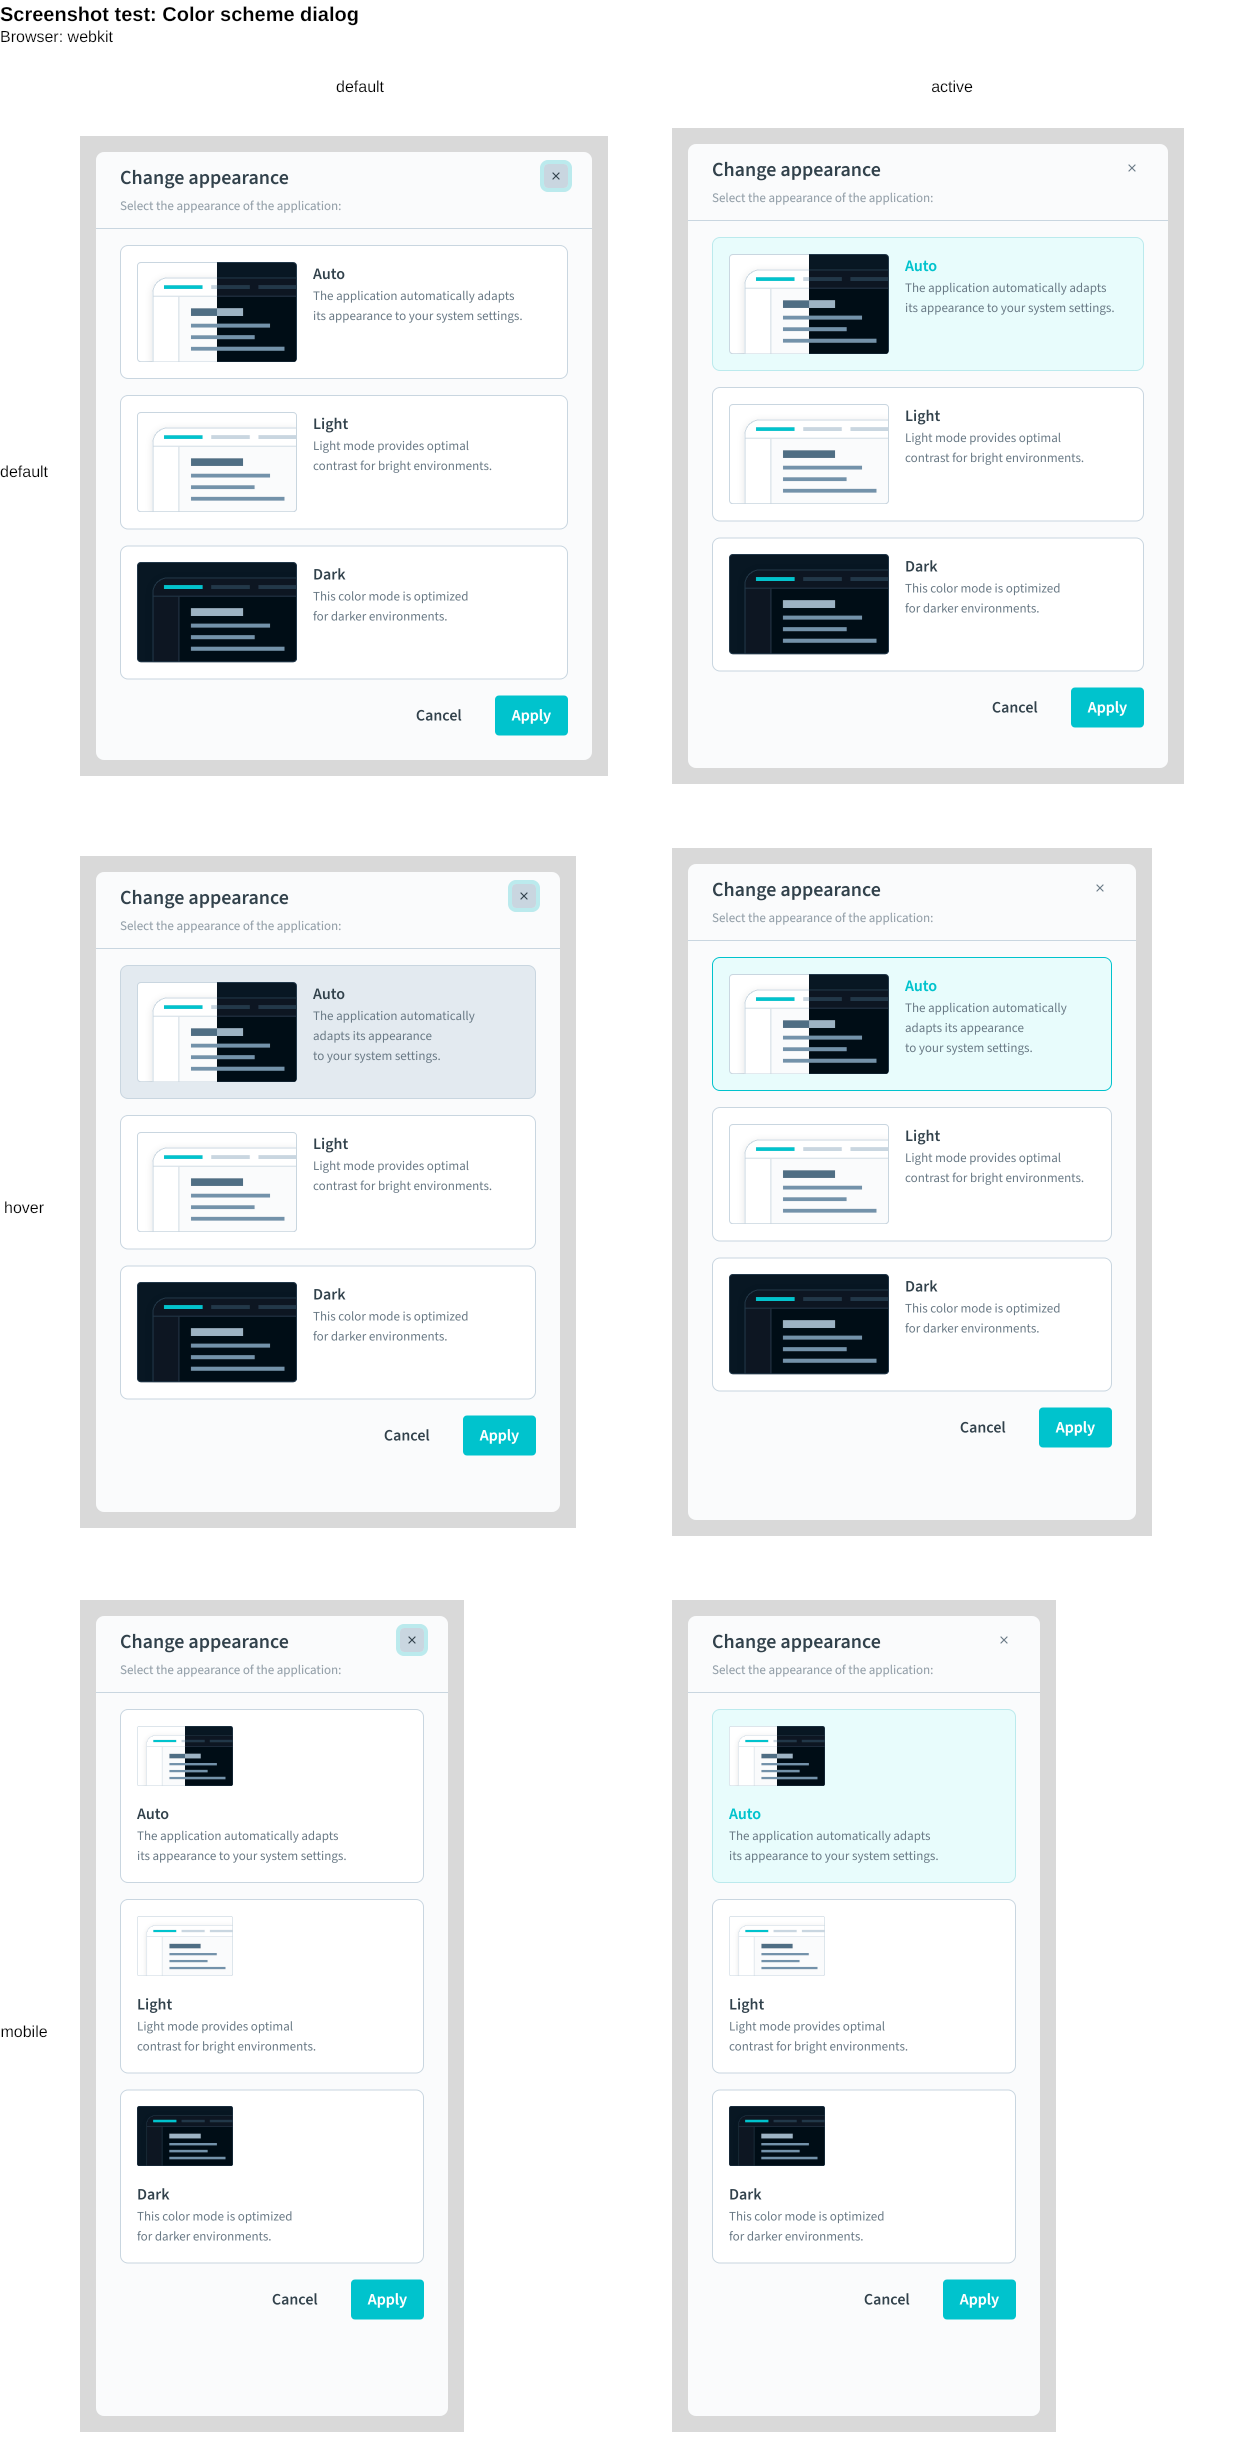 Screenshot test: Color scheme dialog
Browser: webkit
default
active
default
Change appearance
Select the appearance of the application:
Auto
The application automatically adapts
its appearance to your system settings.
Light
Light mode provides optimal
contrast for bright environments.
Dark
This color mode is optimized
for darker environments.
Cancel
Apply
Change appearance
Select the appearance of the application:
Auto
The application automatically adapts
its appearance to your system settings.
Light
Light mode provides optimal
contrast for bright environments.
Dark
This color mode is optimized
for darker environments.
Cancel
Apply
hover
Change appearance
Select the appearance of the application:
Auto
The application automatically
adapts its appearance
to your system settings.
Light
Light mode provides optimal
contrast for bright environments.
Dark
This color mode is optimized
for darker environments.
Cancel
Apply
Change appearance
Select the appearance of the application:
Auto
The application automatically
adapts its appearance
to your system settings.
Light
Light mode provides optimal
contrast for bright environments.
Dark
This color mode is optimized
for darker environments.
Cancel
Apply
mobile
Change appearance
Select the appearance of the application:
Auto
The application automatically adapts
its appearance to your system settings.
Light
Light mode provides optimal
contrast for bright environments.
Dark
This color mode is optimized
for darker environments.
Cancel
Apply
Change appearance
Select the appearance of the application:
Auto
The application automatically adapts
its appearance to your system settings.
Light
Light mode provides optimal
contrast for bright environments.
Dark
This color mode is optimized
for darker environments.
Cancel
Apply